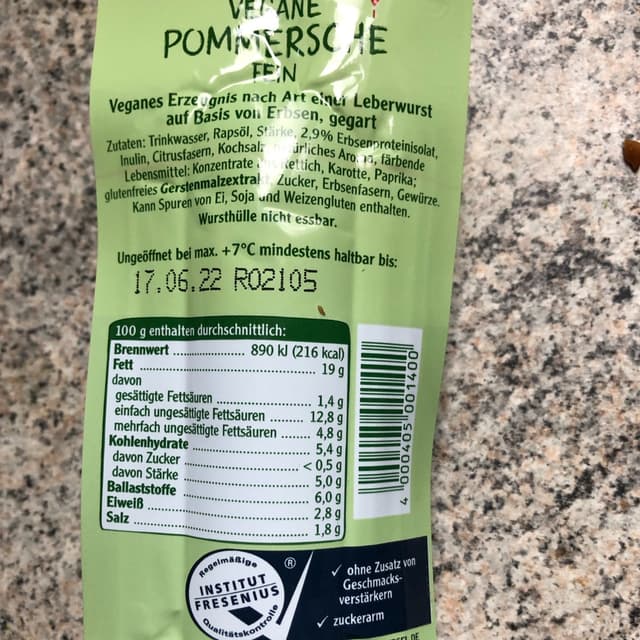 VEGANE
POMMERSCHE
FEIN
Veganes Erzeugnis nach Art einer Leberwurst
auf Basis von Erbsen, gegart
Zutaten: Trinkwasser, Rapsöl, Stärke, 2,9% Erbsenproteinisolat,
Inulin, Citrusfasern, Kochsalz, natürliches Aroma, färbende
Lebensmittel: Konzentrate aus Rettich, Karotte, Paprika;
glutenfreies Gerstenmalzextrakt, Zucker, Erbsenfasern, Gewürze.
Kann Spuren von Ei, Soja und Weizengluten enthalten.
Wursthülle nicht essbar.
Ungeöffnet bei max. +7°C mindestens haltbar bis:
17.06.22 R02105
100 g enthalten durchschnittlich:
Brennwert 890 kJ (216 kcal)
Fett 19 g
davon
gesättigte Fettsäuren 1,4 g
einfach ungesättigte Fettsäuren 12,8 g
mehrfach ungesättigte Fettsäuren 4,8 g
Kohlenhydrate 5,4 g
davon Zucker < 0,5 g
davon Stärke 5,0 g
Ballaststoffe 6,0 g
Eiweiß 2,8 g
Salz 1,8 g
4 000405 001400
Regelmäßige
INSTITUT
FRESENIUS
Qualitätskontrolle
®
✓ ohne Zusatz von
Geschmacks-
verstärkern
✓ zuckerarm